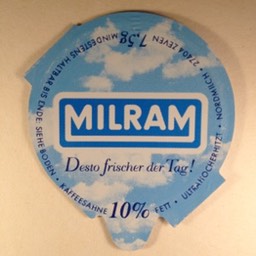 MILRAM
Desto frischer der Tag!
10%
KAFFEESAHNE 10% FETT · ULTRAHOCHERHITZT · NORDMILCH · 27404 ZEVEN 7,5g MINDESTENS HALTBAR BIS ENDE: SIEHE BODEN ·